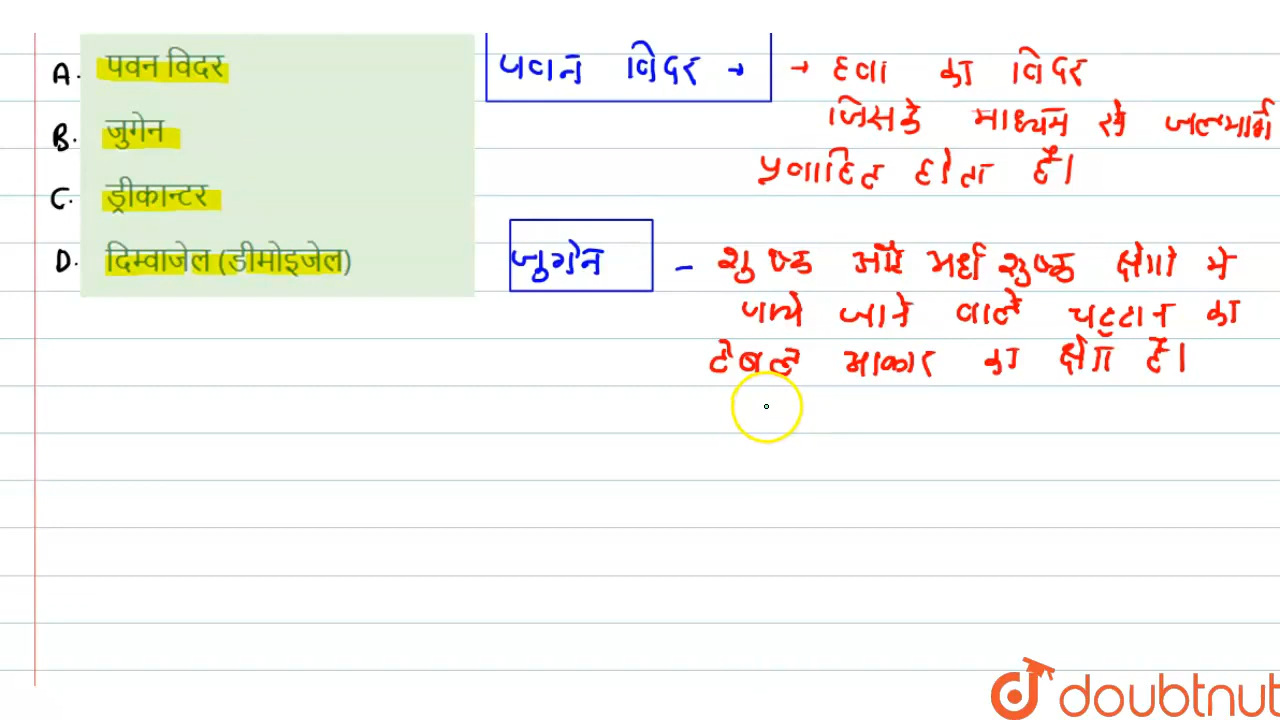 A. पवन विदर
B. जुगेन
C. ड्रीकान्टर
D. दिम्वाजेल (डीमोइजेल)
पवन विदर → → हवा का विदर
जिसके माध्यम से जलमार्ग
प्रवाहित होता है।
जुगेन - शुष्क और अर्ध शुष्क क्षेत्रों में
पाये जाने वाले चट्टान का
टेबल आकार का क्षेत्र है।
doubtnut